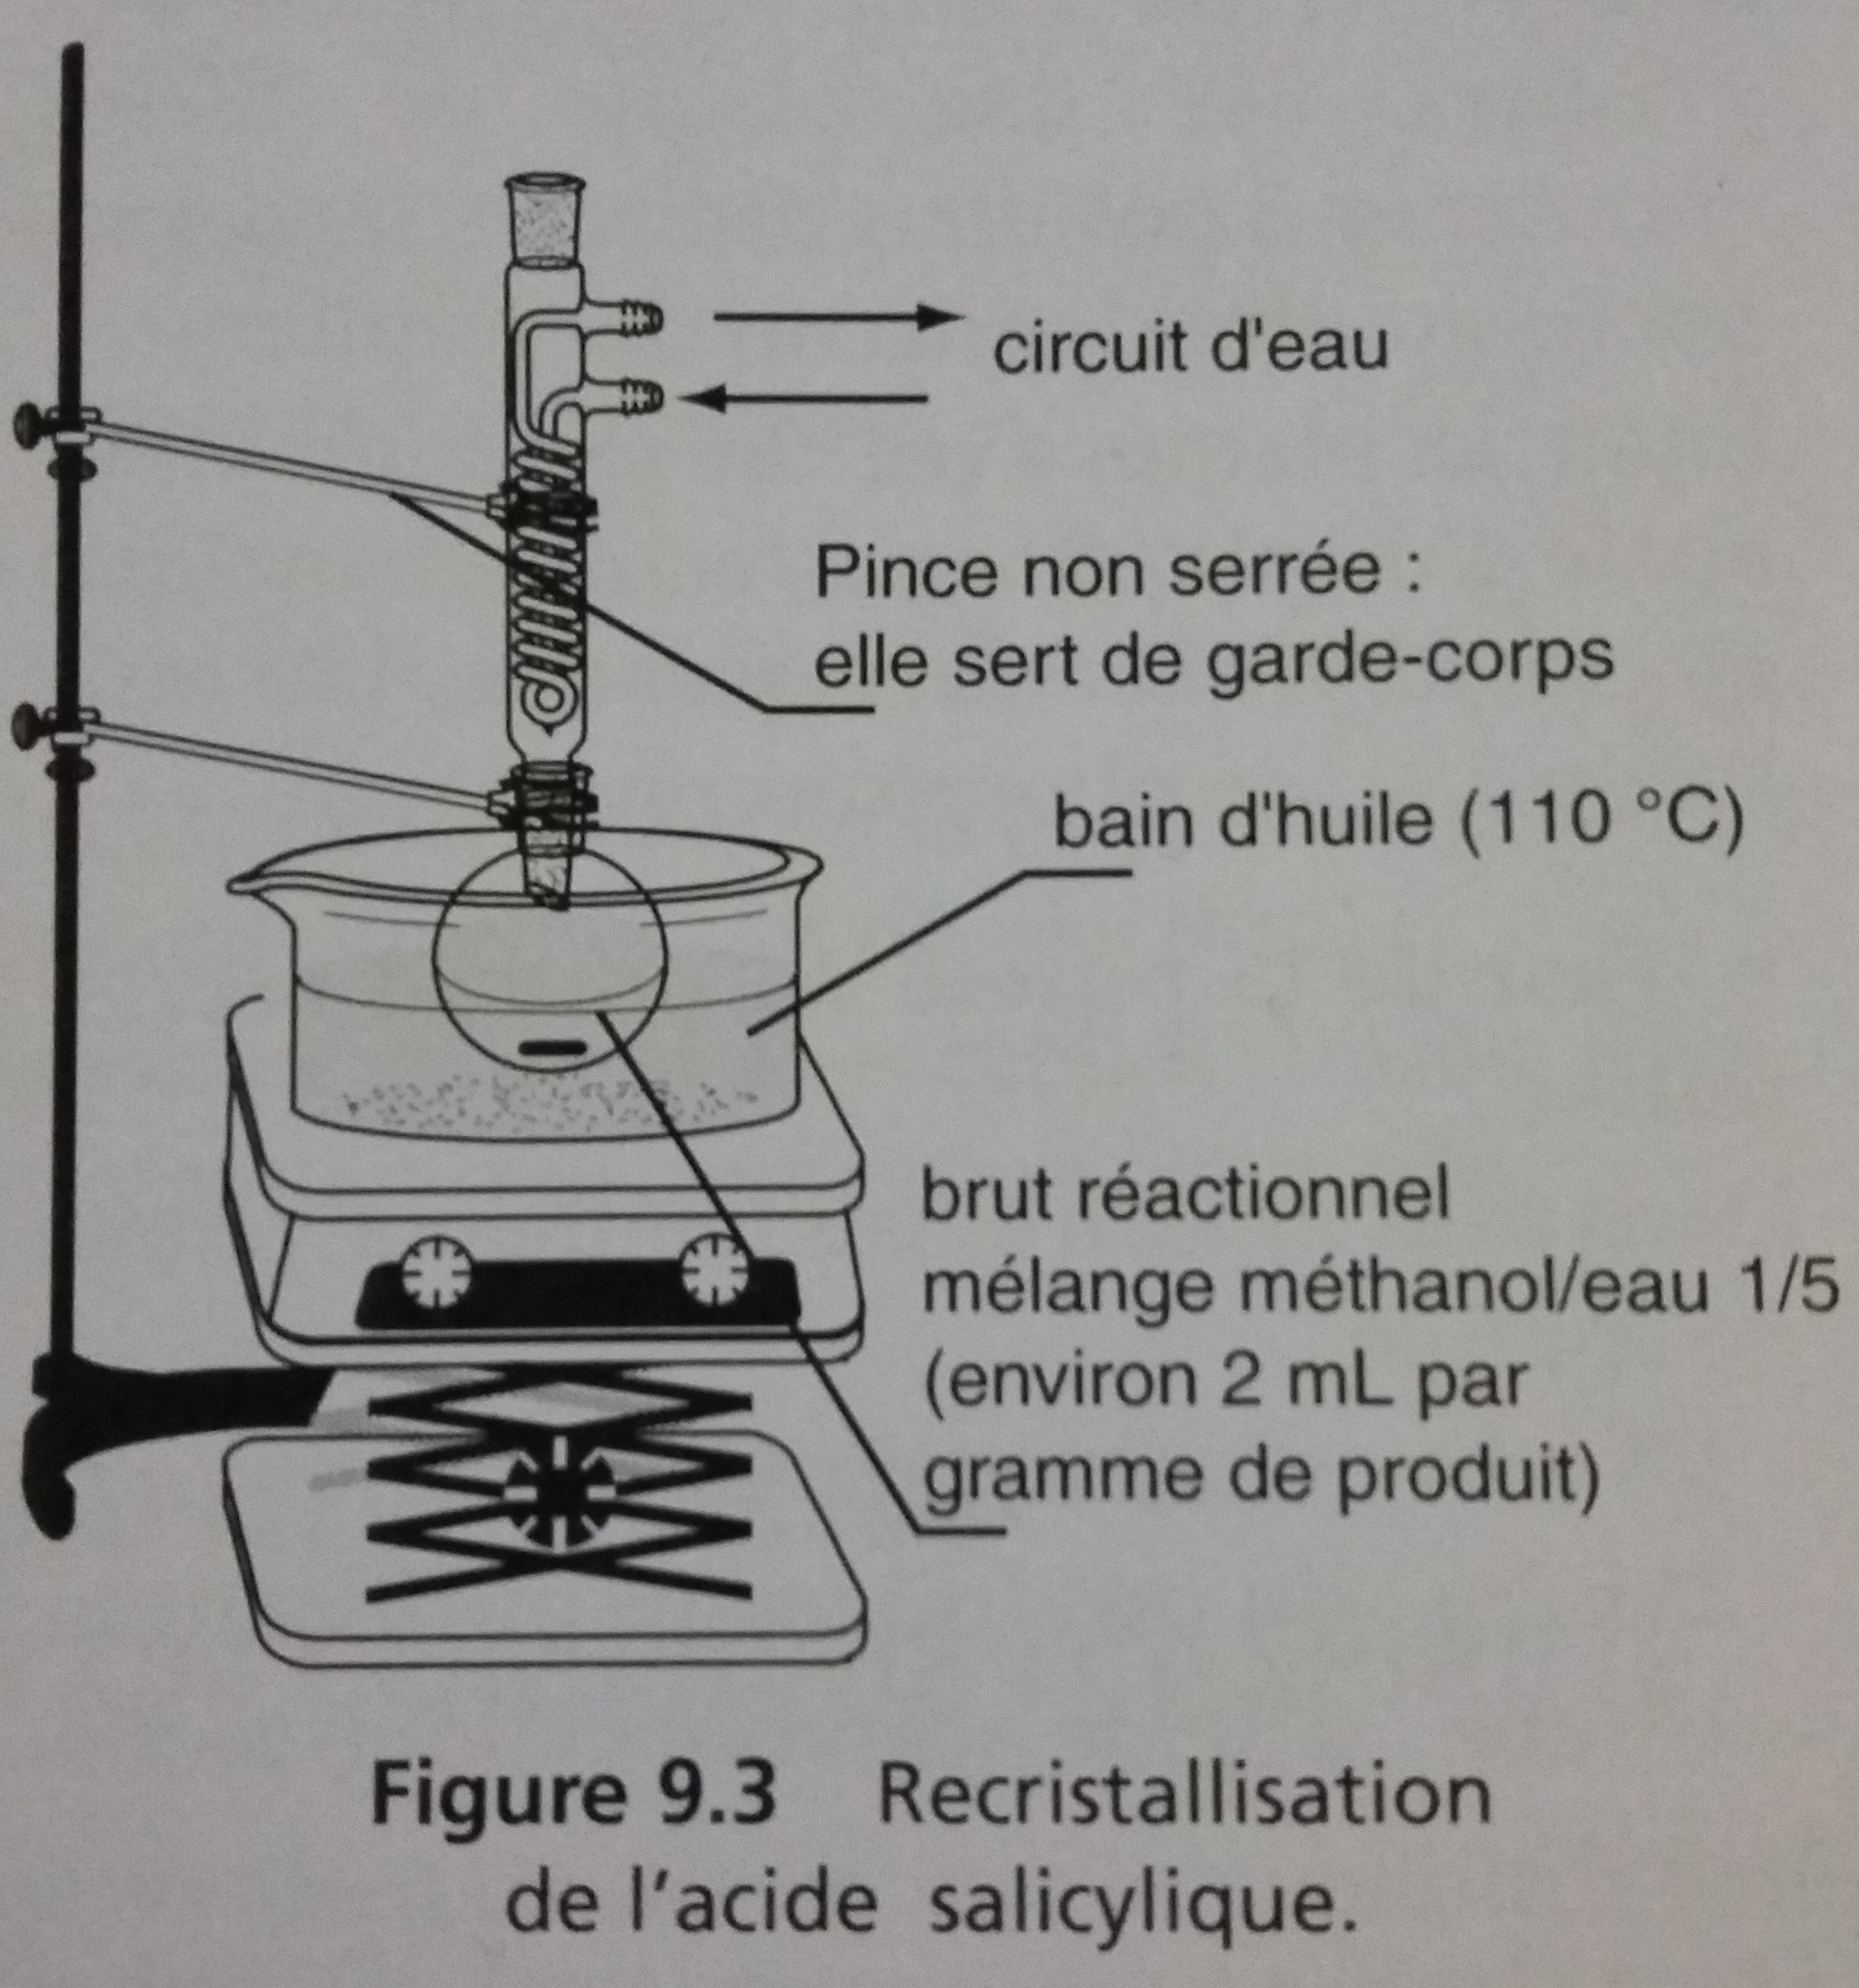 circuit d'eau
Pince non serrée :
elle sert de garde-corps
bain d'huile (110 °C)
brut réactionnel
mélange méthanol/eau 1/5
(environ 2 mL par
gramme de produit)
Figure 9.3 Recristallisation
de l'acide salicylique.